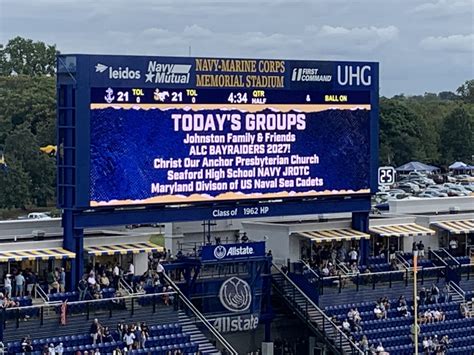 leidos
Navy Mutual
NAVY-MARINE CORPS
MEMORIAL STADIUM
1ST FIRST COMMAND
UHG
21 TOL 21 TOL 4:34 QTR HALF & BALL ON
TODAY'S GROUPS
Johnston Family & Friends
ALC BAYRAIDERS 2027!
Christ Our Anchor Presbyterian Church
Seaford High School NAVY JROTC
Maryland Divison of US Naval Sea Cadets
25
Class of 1962 HP
Allstate
Allstate